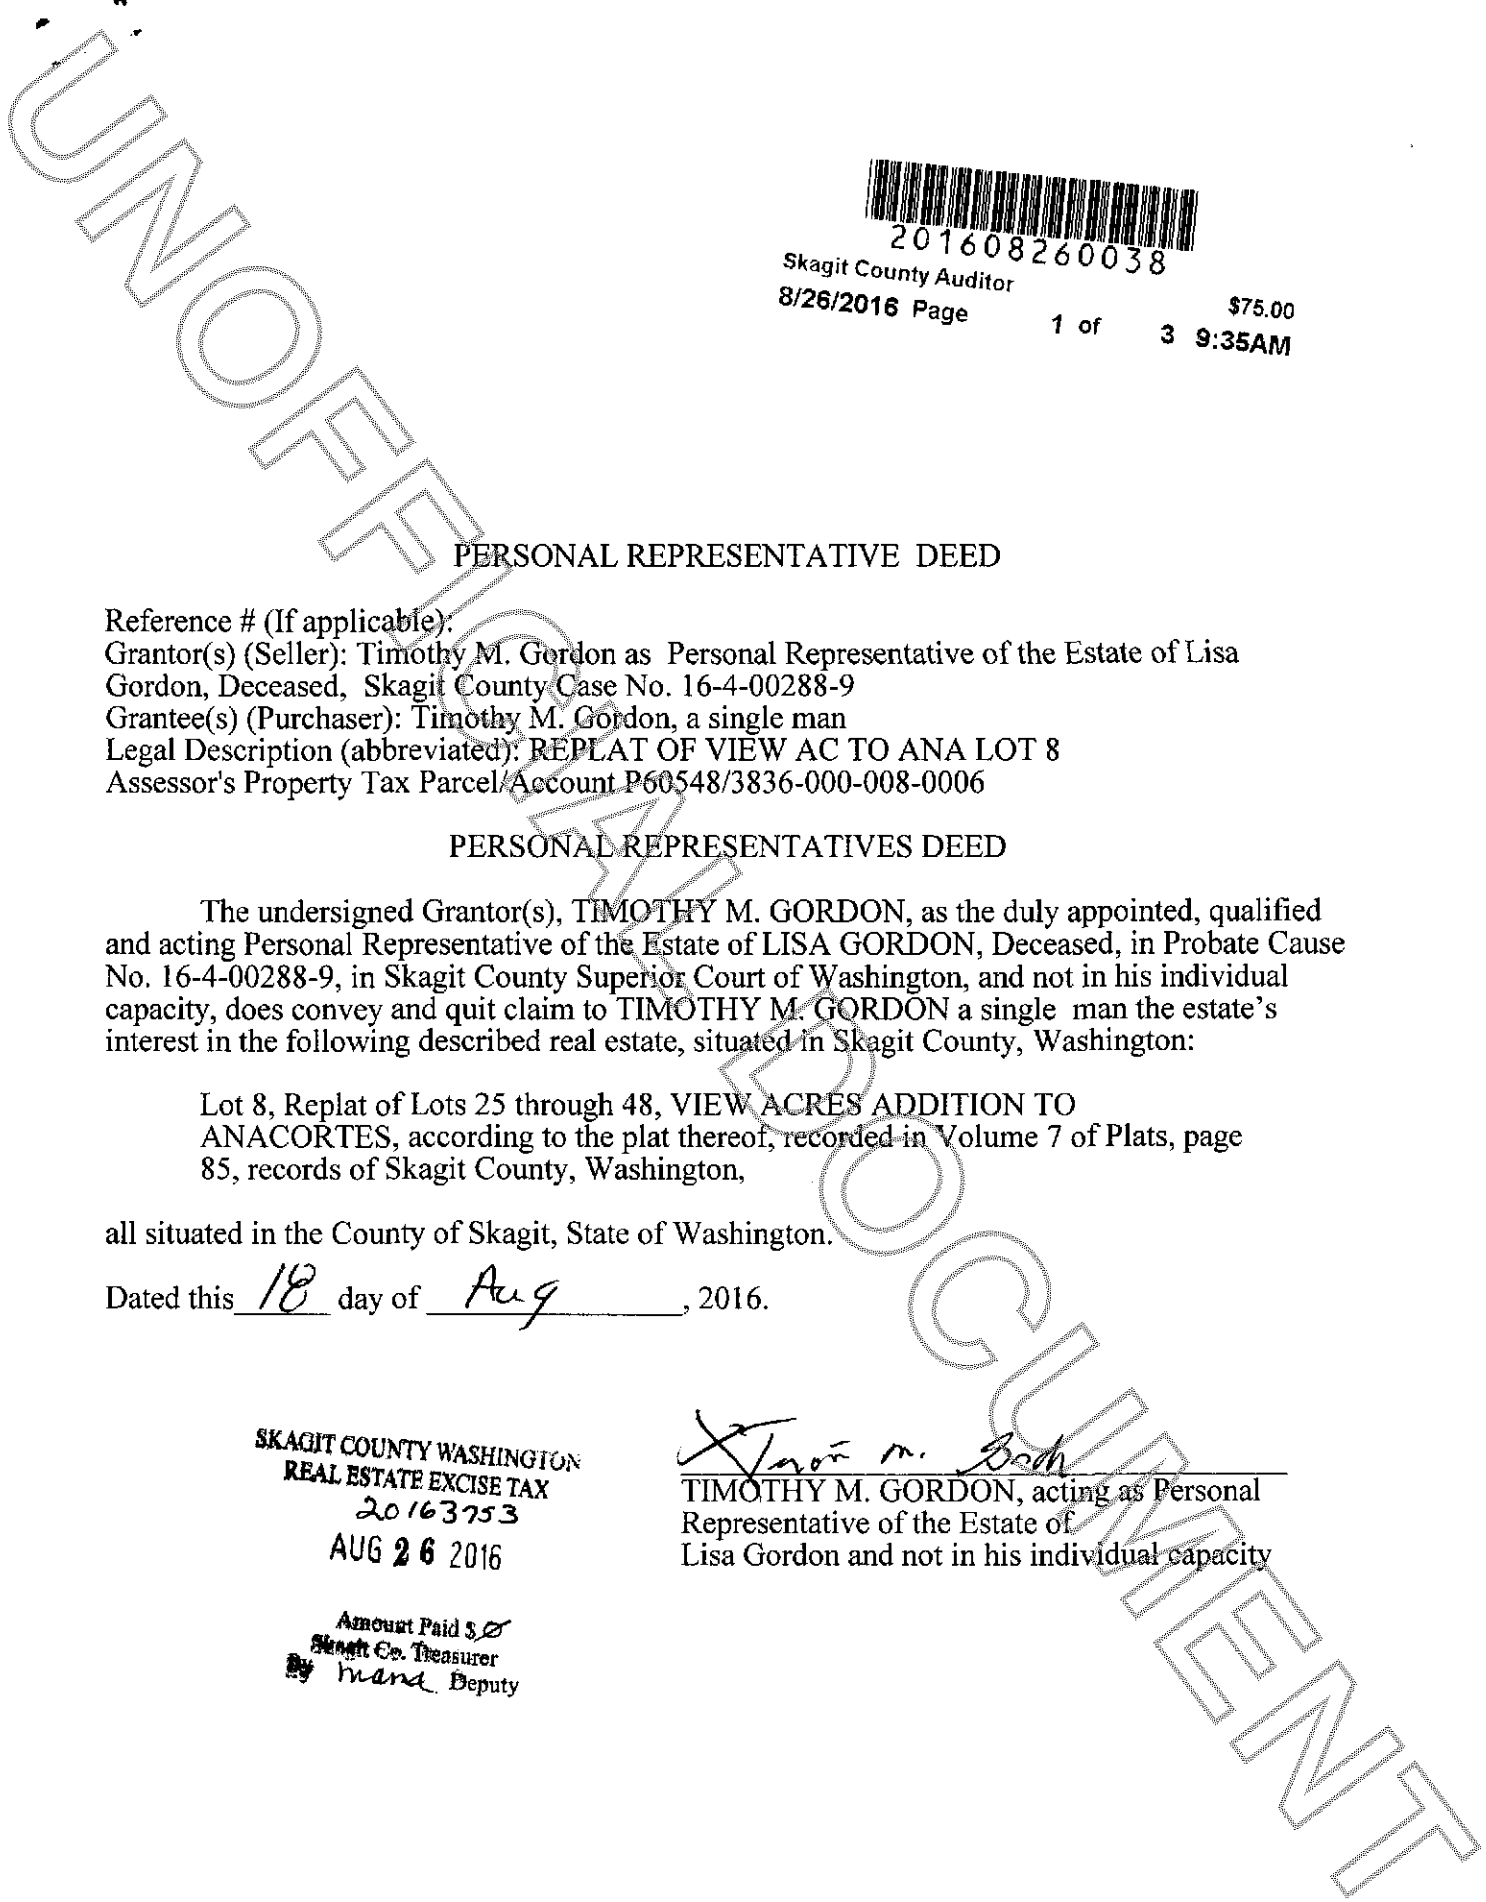 201608260038
Skagit County Auditor $75.00
8/26/2016 Page 1 of 3 9:35AM
PERSONAL REPRESENTATIVE DEED
Reference # (If applicable):
Grantor(s) (Seller): Timothy M. Gordon as Personal Representative of the Estate of Lisa
Gordon, Deceased, Skagit County Case No. 16-4-00288-9
Grantee(s) (Purchaser): Timothy M. Gordon, a single man
Legal Description (abbreviated): REPLAT OF VIEW AC TO ANA LOT 8
Assessor's Property Tax Parcel/Account P60548/3836-000-008-0006
PERSONAL REPRESENTATIVES DEED
The undersigned Grantor(s), TIMOTHY M. GORDON, as the duly appointed, qualified
and acting Personal Representative of the Estate of LISA GORDON, Deceased, in Probate Cause
No. 16-4-00288-9, in Skagit County Superior Court of Washington, and not in his individual
capacity, does convey and quit claim to TIMOTHY M. GORDON a single man the estate's
interest in the following described real estate, situated in Skagit County, Washington:
Lot 8, Replat of Lots 25 through 48, VIEW ACRES ADDITION TO
ANACORTES, according to the plat thereof, recorded in Volume 7 of Plats, page
85, records of Skagit County, Washington,
all situated in the County of Skagit, State of Washington.
Dated this 18 day of Aug, 2016.
SKAGIT COUNTY WASHINGTON
REAL ESTATE EXCISE TAX
20163753
AUG 26 2016
Amount Paid $ Ø
Skagit Co. Treasurer
By Deputy
TIMOTHY M. GORDON, acting as Personal
Representative of the Estate of
Lisa Gordon and not in his individual capacity
UNOFFICIAL DOCUMENT